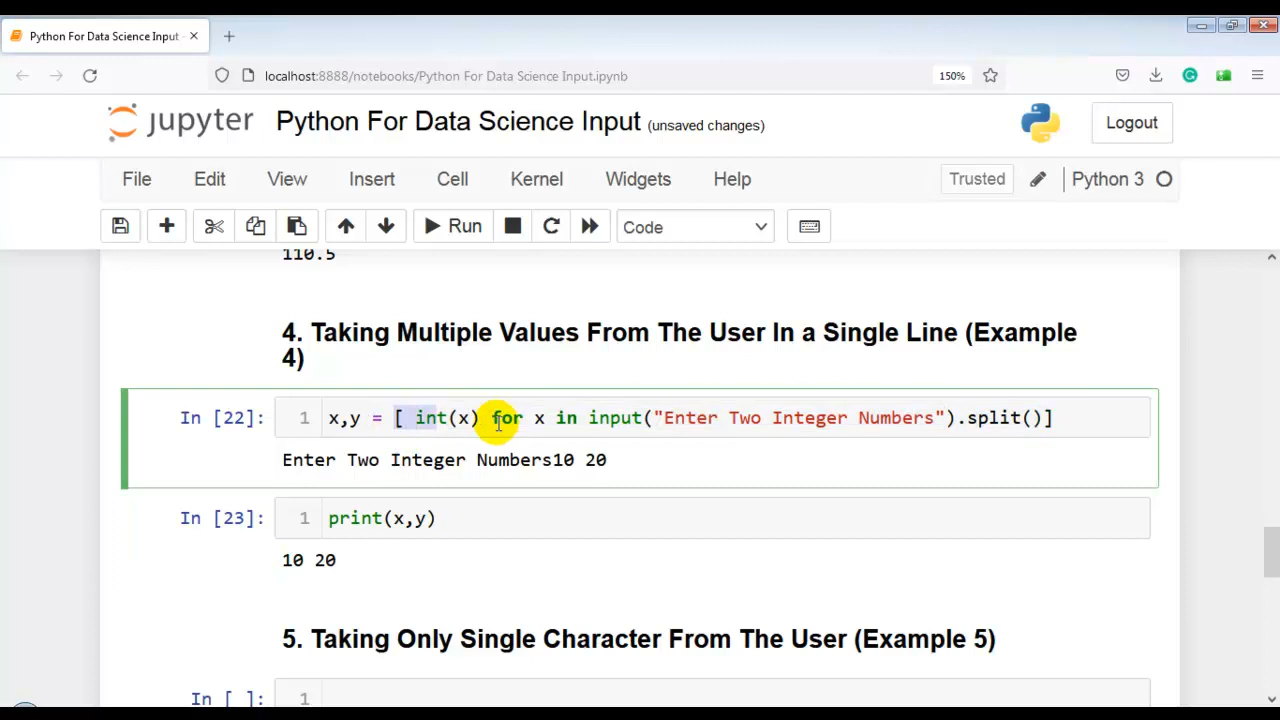 Python For Data Science Input
localhost:8888/notebooks/Python For Data Science Input.ipynb
150%
jupyter Python For Data Science Input (unsaved changes)
Logout
File Edit View Insert Cell Kernel Widgets Help
Trusted Python 3
Run Code
110.5
4. Taking Multiple Values From The User In a Single Line (Example
4)
In [22]: 1 x,y = [ int(x) for x in input("Enter Two Integer Numbers").split()]
Enter Two Integer Numbers10 20
In [23]: 1 print(x,y)
10 20
5. Taking Only Single Character From The User (Example 5)
In [ ]: 1